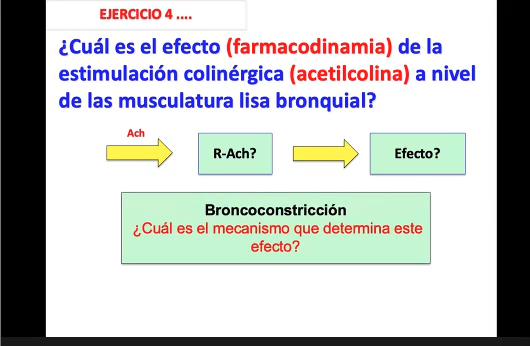 EJERCICIO 4 ....
¿Cuál es el efecto (farmacodinamia) de la
estimulación colinérgica (acetilcolina) a nivel
de las musculatura lisa bronquial?
Ach
R-Ach?
Efecto?
Broncoconstricción
¿Cuál es el mecanismo que determina este
efecto?